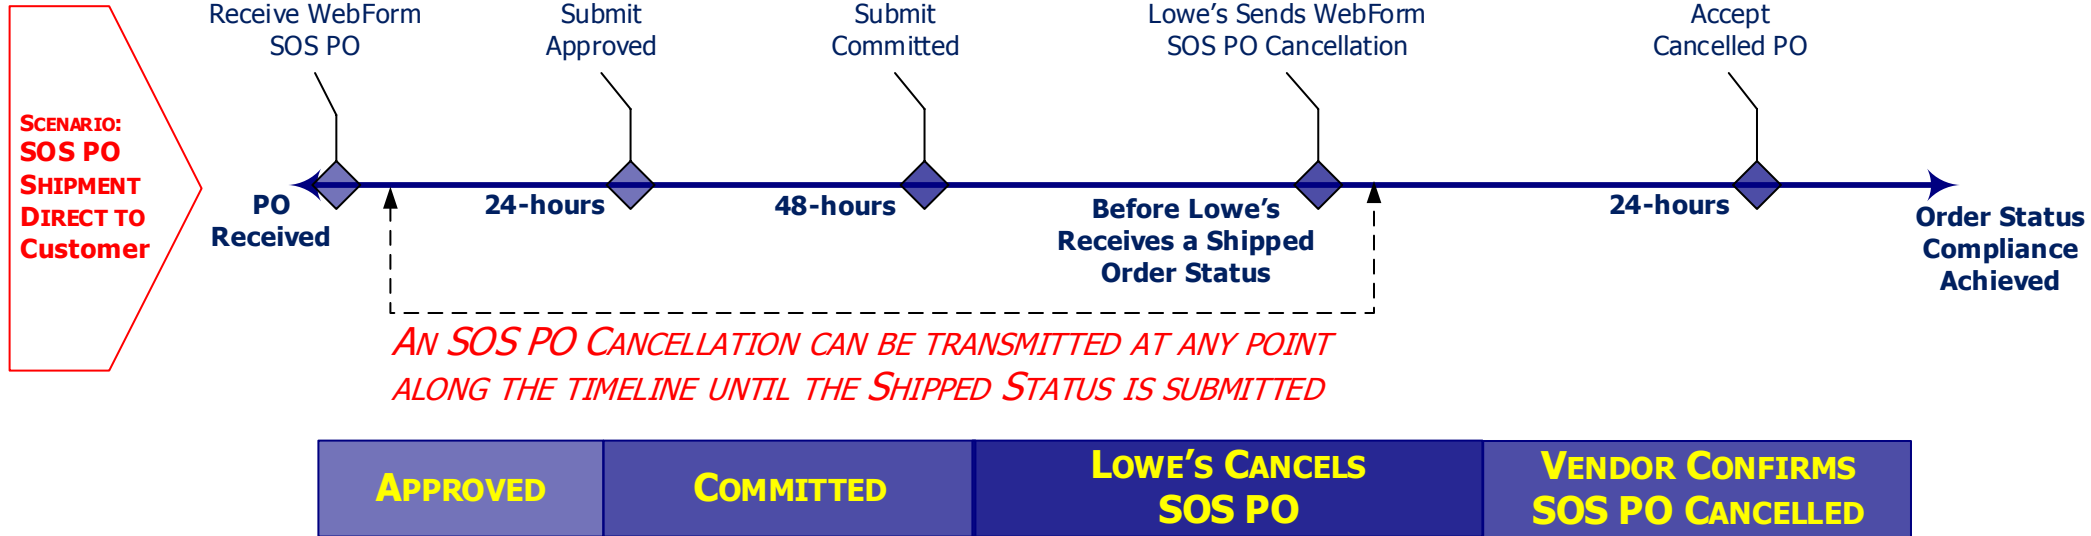 Receive WebForm
SOS PO
Submit
Approved
Submit
Committed
Lowe's Sends WebForm
SOS PO Cancellation
Accept
Cancelled PO
SCENARIO:
SOS PO
SHIPMENT
DIRECT TO
Customer
PO
Received
24-hours
48-hours
Before Lowe's
Receives a Shipped
Order Status
24-hours
Order Status
Compliance
Achieved
AN SOS PO CANCELLATION CAN BE TRANSMITTED AT ANY POINT
ALONG THE TIMELINE UNTIL THE SHIPPED STATUS IS SUBMITTED
APPROVED
COMMITTED
LOWE'S CANCELS
SOS PO
VENDOR CONFIRMS
SOS PO CANCELLED